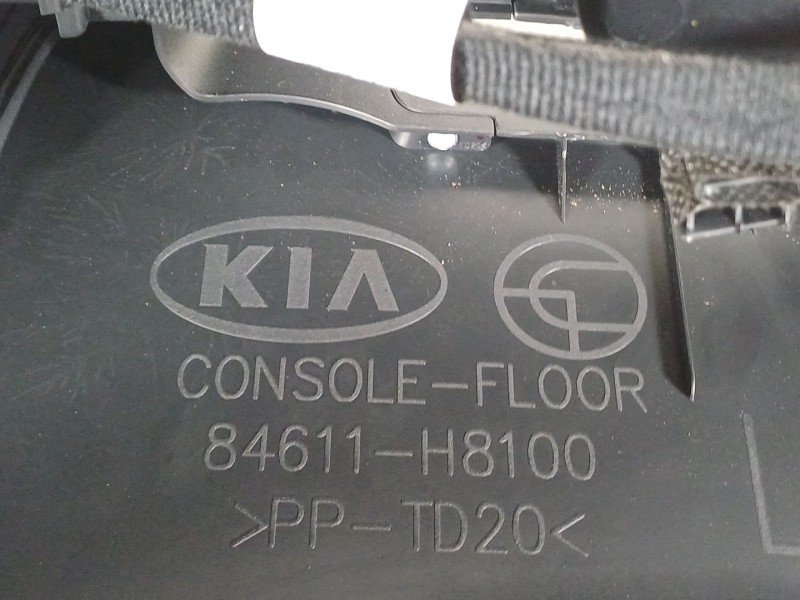 KIA
CONSOLE-FLOOR
84611-H8100
>PP-TD20<